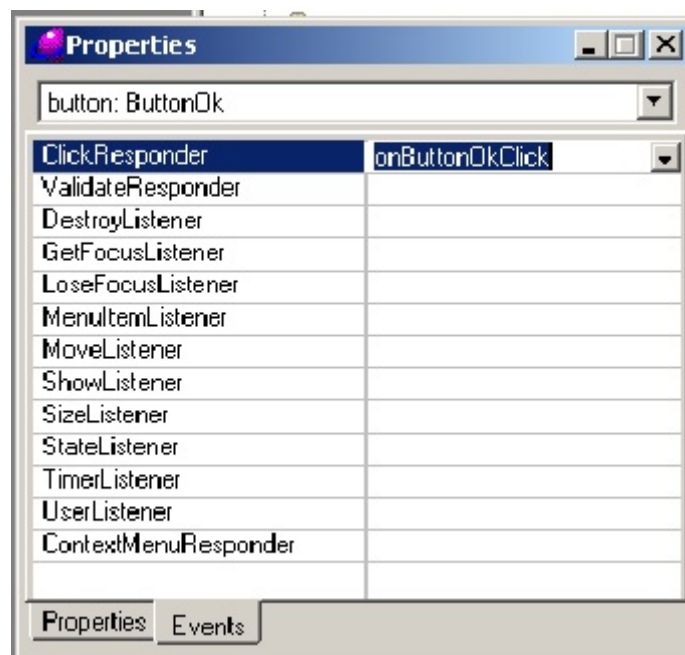 Properties
button: ButtonOk
ClickResponder onButtonOkClick
ValidateResponder
DestroyListener
GetFocusListener
LoseFocusListener
MenuItemListener
MoveListener
ShowListener
SizeListener
StateListener
TimerListener
UserListener
ContextMenuResponder
Properties Events